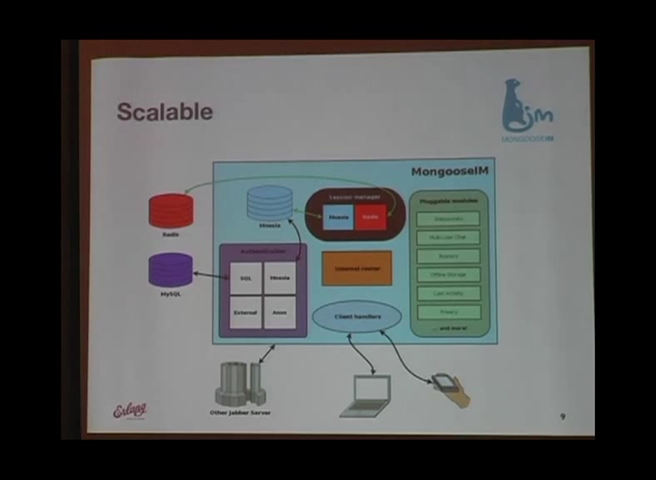 Scalable
MONGOOSEIM
MongooseIM
Session manager
Mnesia
Redis
Pluggable modules
Multi-User Chat
Rosters
Offline Storage
Last Activity
Privacy
... and more!
Redis
Mnesia
Authentication
SQL
Mnesia
External
Anon
Internal router
Client handlers
MySQL
Other Jabber Server
Erlang
9